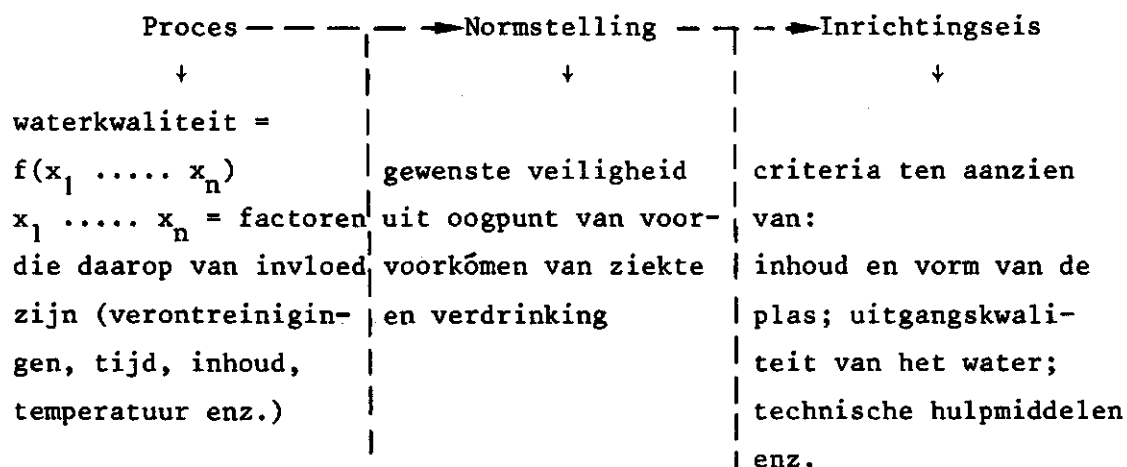 Proces Normstelling Inrichtingseis
waterkwaliteit =
f(x1 ..... xn)
x1 ..... xn = factoren
die daarop van invloed
zijn (verontreinigin-
gen, tijd, inhoud,
temperatuur enz.)
gewenste veiligheid
uit oogpunt van voor-
voorkómen van ziekte
en verdrinking
criteria ten aanzien
van:
inhoud en vorm van de
plas; uitgangskwali-
teit van het water;
technische hulpmiddelen
enz.